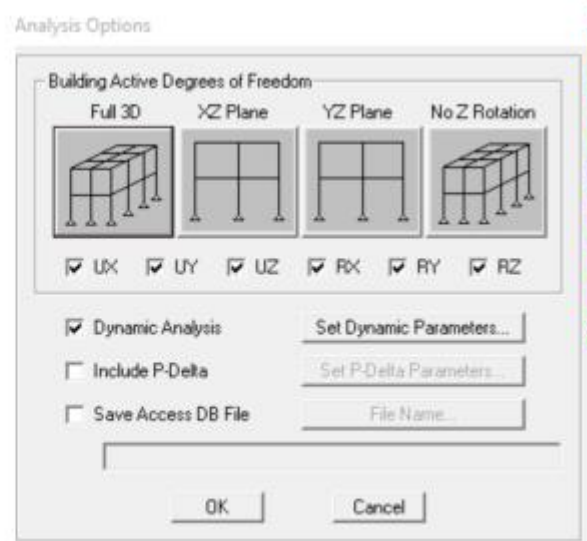 Analysis Options
Building Active Degrees of Freedom
Full 3D XZ Plane YZ Plane No Z Rotation
UX UY UZ RX RY RZ
Dynamic Analysis Set Dynamic Parameters...
Include P-Delta Set P-Delta Parameters...
Save Access DB File File Name...
OK Cancel